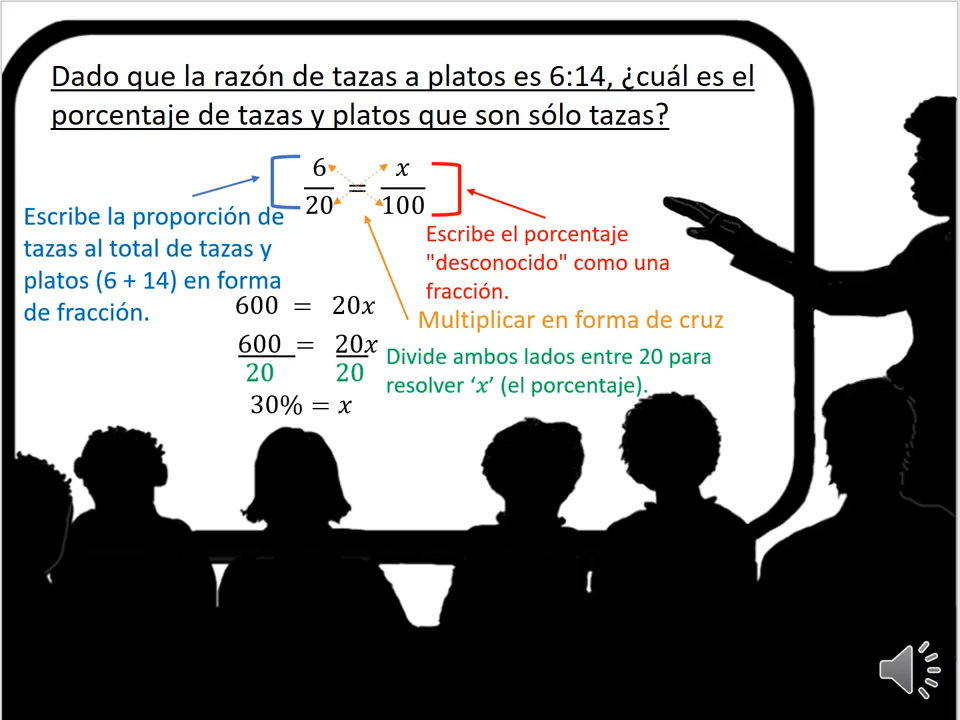 Dado que la razón de tazas a platos es 6:14, ¿cuál es el
porcentaje de tazas y platos que son sólo tazas?
6/20 = x/100
Escribe la proporción de
tazas al total de tazas y
platos (6 + 14) en forma
de fracción.
Escribe el porcentaje
"desconocido" como una
fracción.
Multiplicar en forma de cruz
600 = 20x
600 = 20x
20 20
Divide ambos lados entre 20 para
resolver ‘x’ (el porcentaje).
30% = x